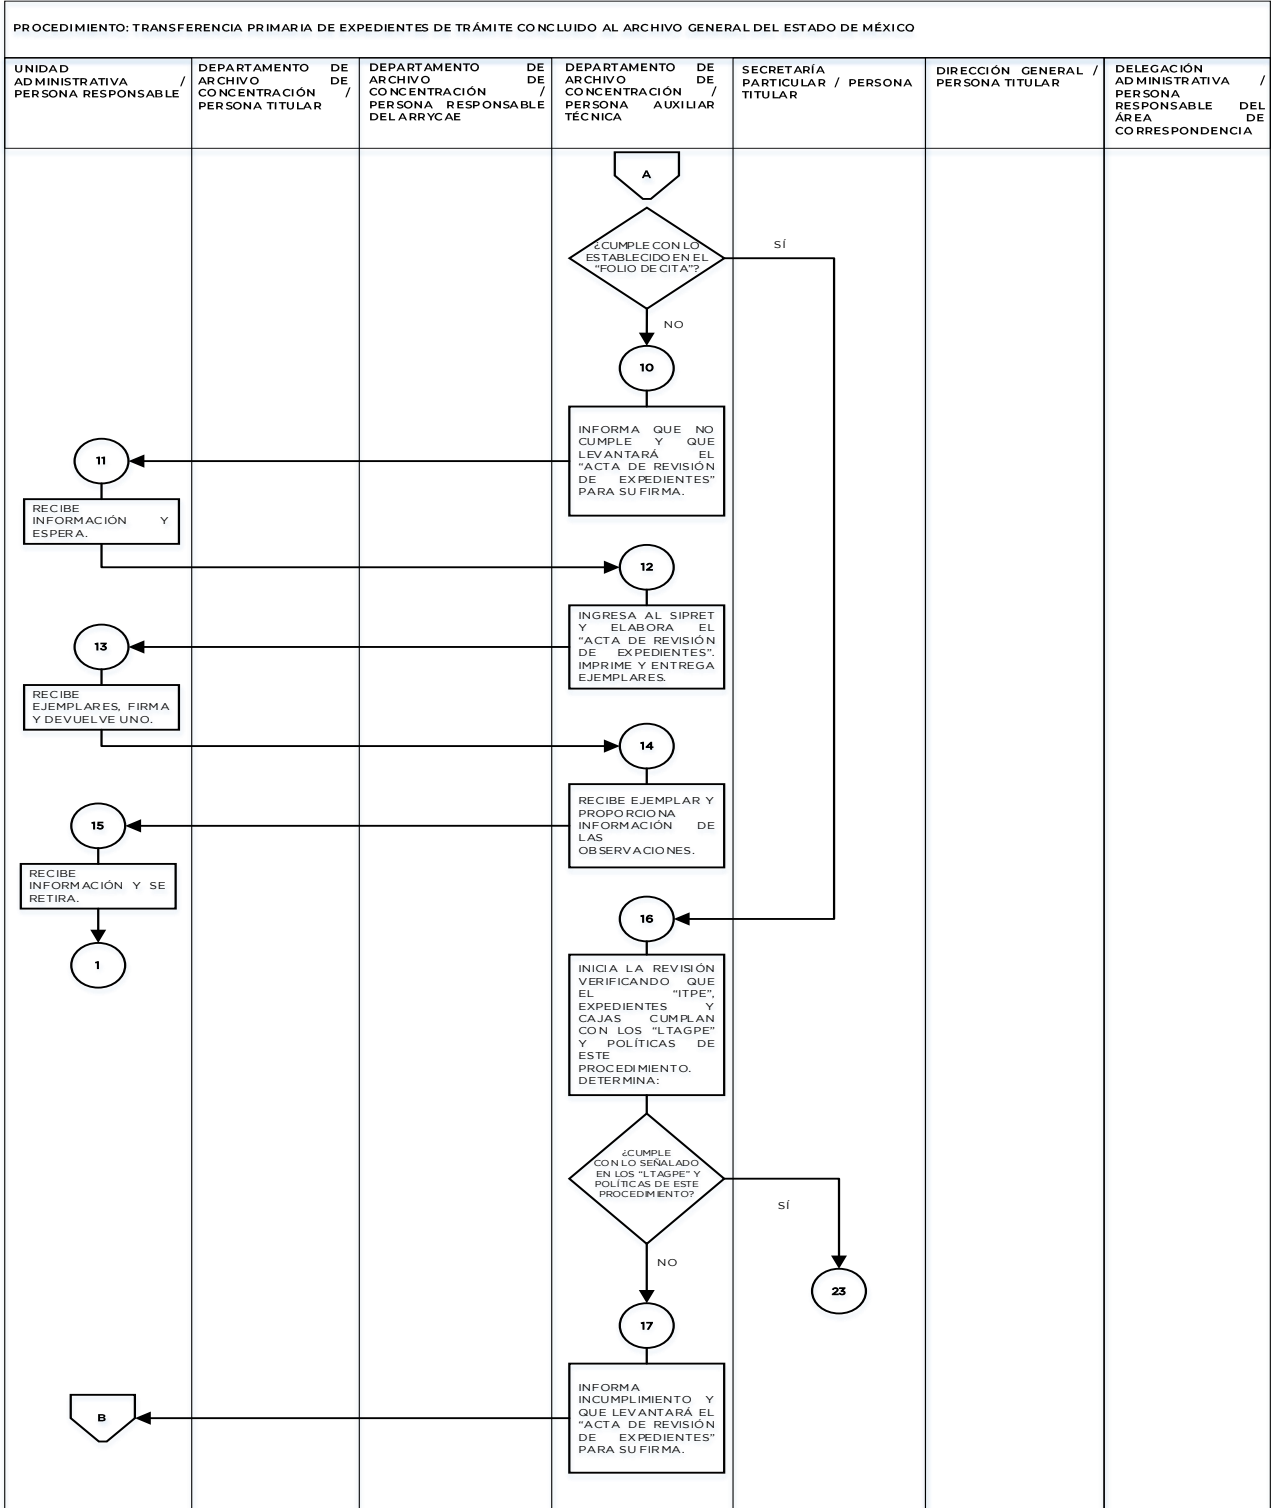 PROCEDIMIENTO: TRANSFERENCIA PRIMARIA DE EXPEDIENTES DE TRÁMITE CONCLUIDO AL ARCHIVO GENERAL DEL ESTADO DE MÉXICO
UNIDAD
ADMINISTRATIVA /
PERSONA RESPONSABLE
DEPARTAMENTO DE
ARCHIVO DE
CONCENTRACIÓN /
PERSONA TITULAR
DEPARTAMENTO DE
ARCHIVO DE
CONCENTRACIÓN /
PERSONA RESPONSABLE
DEL ARRYCAE
DEPARTAMENTO DE
ARCHIVO DE
CONCENTRACIÓN /
PERSONA AUXILIAR
TÉCNICA
SECRETARÍA
PARTICULAR / PERSONA
TITULAR
DIRECCIÓN GENERAL /
PERSONA TITULAR
DELEGACIÓN
ADMINISTRATIVA /
PERSONA
RESPONSABLE DEL
ÁREA DE
CORRESPONDENCIA
A
¿CUMPLE CON LO
ESTABLECIDO EN EL
“FOLIO DE CITA”?
SÍ
NO
10
INFORMA QUE NO
CUMPLE Y QUE
LEVANTARÁ EL
“ACTA DE REVISIÓN
DE EXPEDIENTES”
PARA SU FIRMA.
11
RECIBE
INFORMACIÓN Y
ESPERA.
12
INGRESA AL SIPRET
Y ELABORA EL
“ACTA DE REVISIÓN
DE EXPEDIENTES”.
IMPRIME Y ENTREGA
EJEMPLARES.
13
RECIBE
EJEMPLARES, FIRMA
Y DEVUELVE UNO.
14
RECIBE EJEMPLAR Y
PROPORCIONA
INFORMACIÓN DE
LAS
OBSERVACIONES.
15
RECIBE
INFORMACIÓN Y SE
RETIRA.
1
16
INICIA LA REVISIÓN
VERIFICANDO QUE
EL “ITPE”,
EXPEDIENTES Y
CAJAS CUMPLAN
CON LOS “LTAGPE”
Y POLÍTICAS DE
ESTE
PROCEDIMIENTO.
DETERMINA:
¿CUMPLE
CON LO SEÑALADO
EN LOS “LTAGPE” Y
POLÍTICAS DE ESTE
PROCEDIMIENTO?
SÍ
NO
23
17
INFORMA
INCUMPLIMIENTO Y
QUE LEVANTARÁ EL
“ACTA DE REVISIÓN
DE EXPEDIENTES”
PARA SU FIRMA.
B